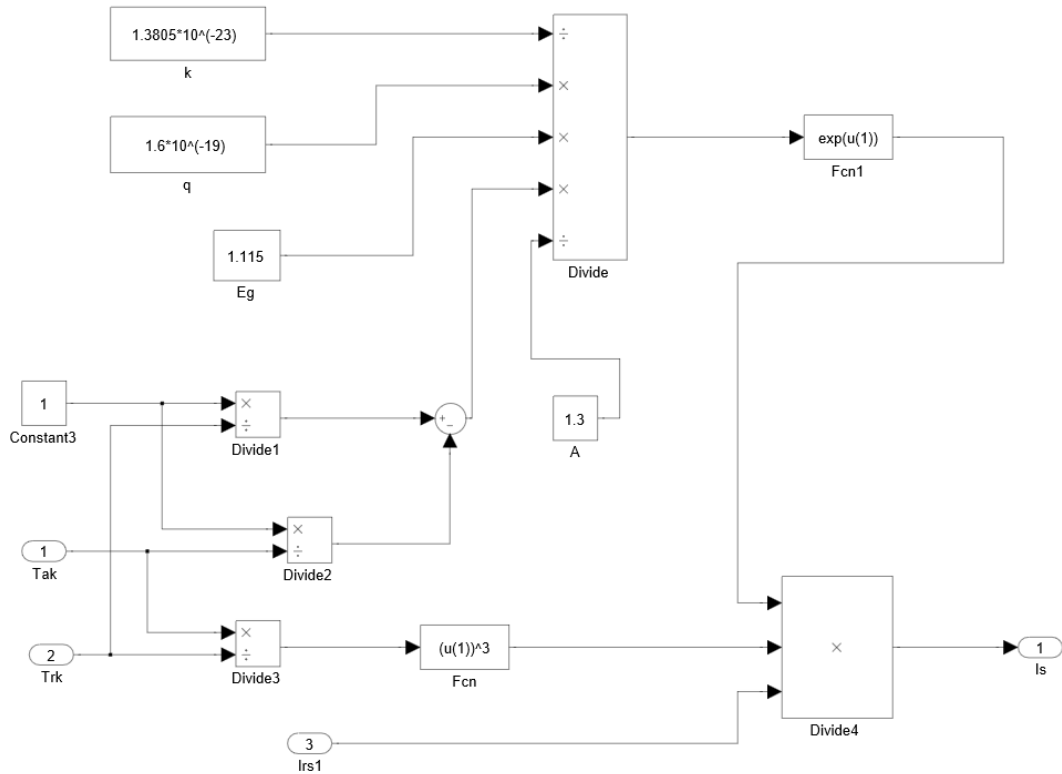 1.3805*10^(-23)
k
÷
×
1.6*10^(-19)
q
×
exp(u(1))
Fcn1
×
1.115
Eg
÷
Divide
1
Constant3
×
÷
Divide1
+
−
1.3
A
×
÷
Divide2
1
Tak
×
÷
Divide3
2
Trk
(u(1))^3
Fcn
×
Divide4
1
Is
3
Irs1